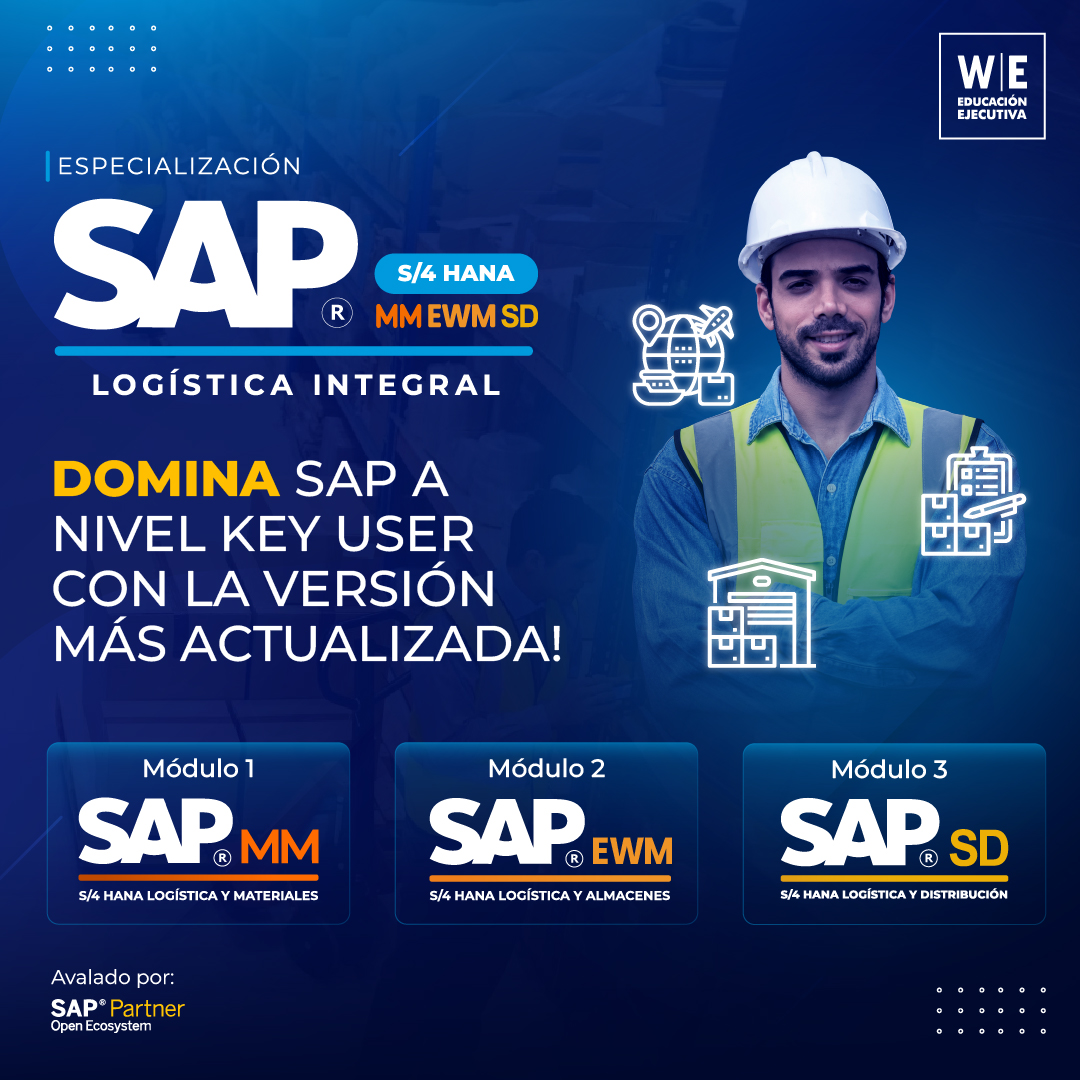 W|E
EDUCACIÓN
EJECUTIVA
ESPECIALIZACIÓN
SAP®
S/4 HANA
MM EWM SD
LOGÍSTICA INTEGRAL
DOMINA SAP A
NIVEL KEY USER
CON LA VERSIÓN
MÁS ACTUALIZADA!
Módulo 1
SAP® MM
S/4 HANA LOGÍSTICA Y MATERIALES
Módulo 2
SAP® EWM
S/4 HANA LOGÍSTICA Y ALMACENES
Módulo 3
SAP® SD
S/4 HANA LOGÍSTICA Y DISTRIBUCIÓN
Avalado por:
SAP® Partner
Open Ecosystem